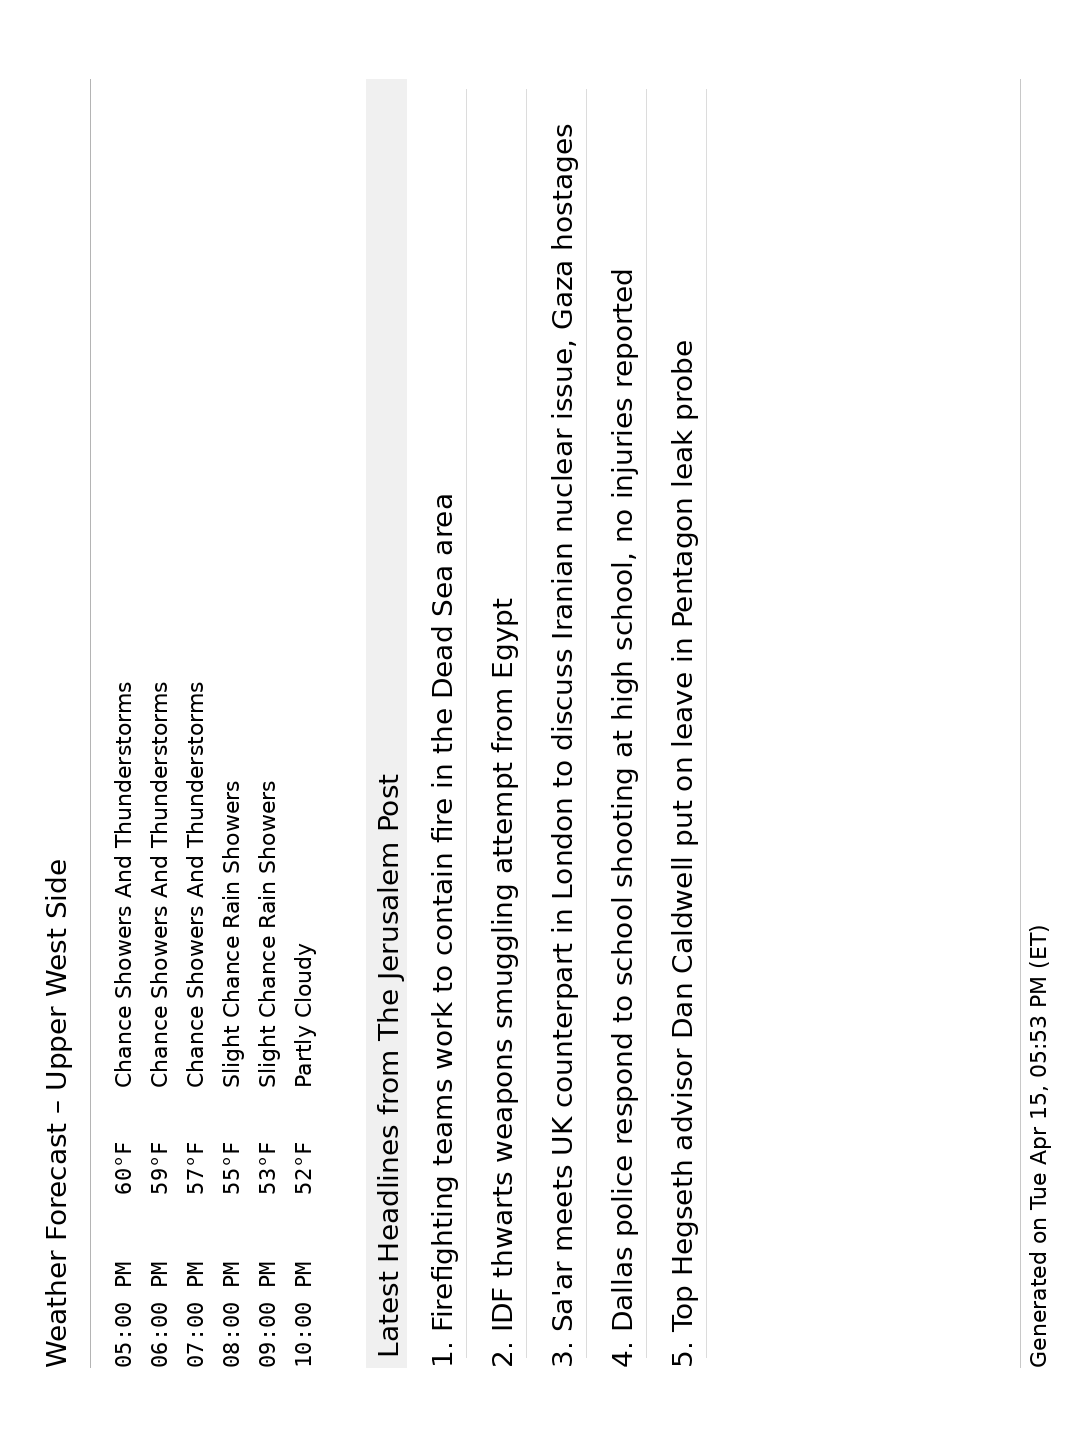 Weather Forecast – Upper West Side
05:00 PM 60°F Chance Showers And Thunderstorms
06:00 PM 59°F Chance Showers And Thunderstorms
07:00 PM 57°F Chance Showers And Thunderstorms
08:00 PM 55°F Slight Chance Rain Showers
09:00 PM 53°F Slight Chance Rain Showers
10:00 PM 52°F Partly Cloudy
Latest Headlines from The Jerusalem Post
1. Firefighting teams work to contain fire in the Dead Sea area
2. IDF thwarts weapons smuggling attempt from Egypt
3. Sa'ar meets UK counterpart in London to discuss Iranian nuclear issue, Gaza hostages
4. Dallas police respond to school shooting at high school, no injuries reported
5. Top Hegseth advisor Dan Caldwell put on leave in Pentagon leak probe
Generated on Tue Apr 15, 05:53 PM (ET)